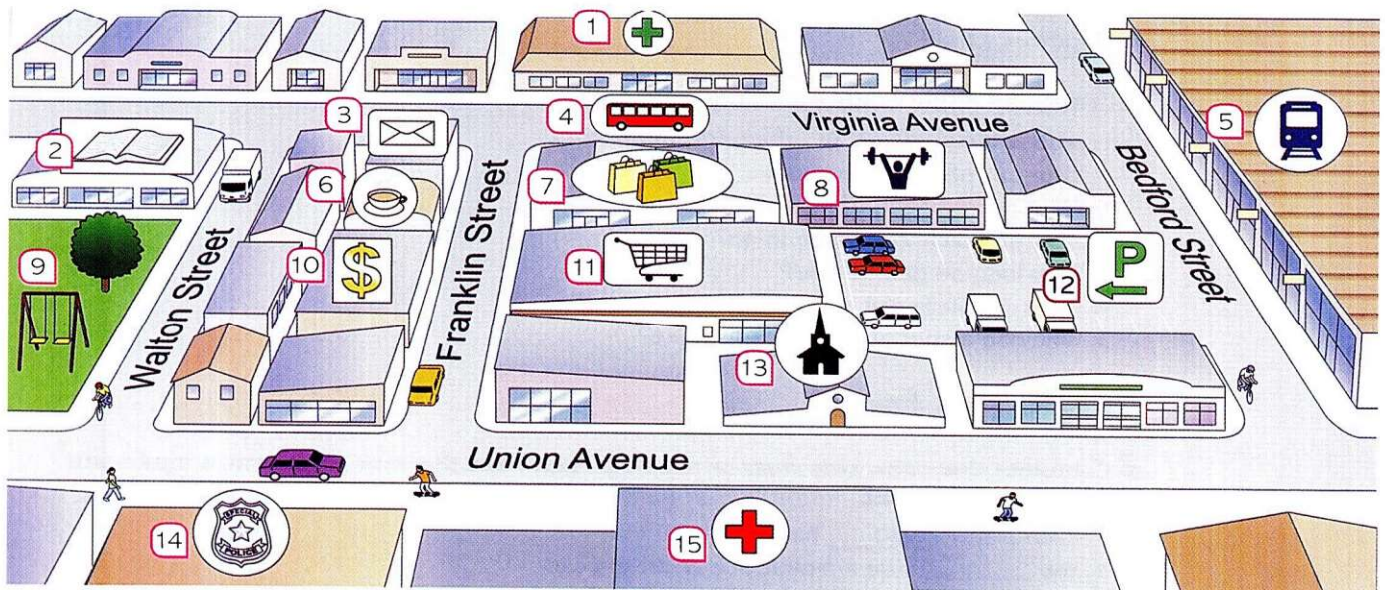 1
4
Virginia Avenue
5
3
2
6
7
8
Bedford Street
Franklin Street
9
Walton Street
10
$
11
12
P
13
Union Avenue
14
SPECIAL
POLICE
15